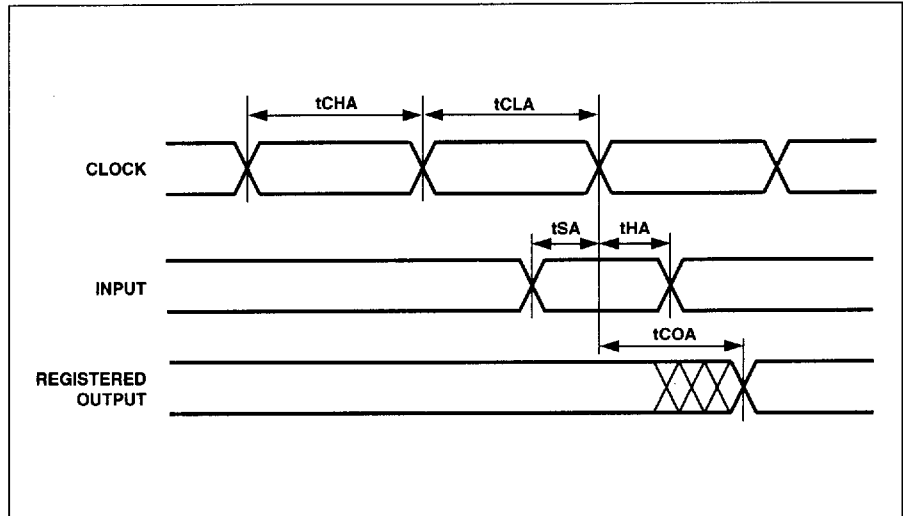 tCHA tCLA
CLOCK
tSA tHA
INPUT
tCOA
REGISTERED
OUTPUT